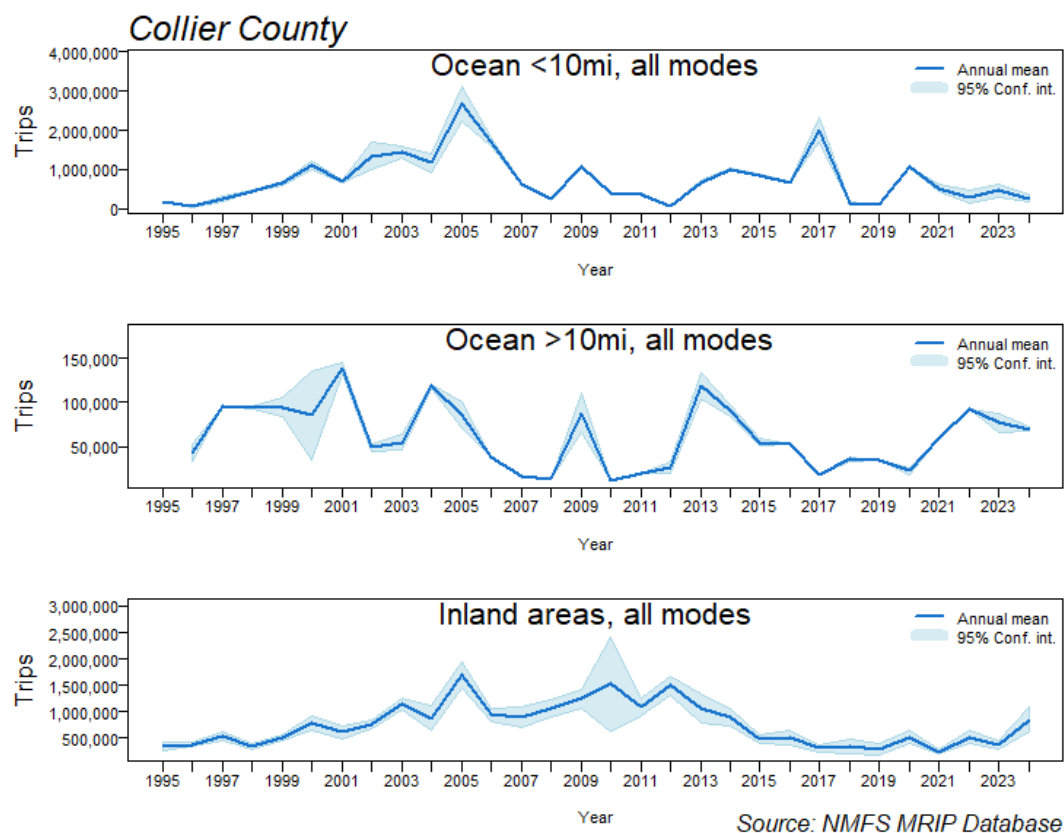 Collier County
Ocean <10mi, all modes
Annual mean
95% Conf. int.
Trips
4,000,000
3,000,000
2,000,000
1,000,000
0
1995 1997 1999 2001 2003 2005 2007 2009 2011 2013 2015 2017 2019 2021 2023
Year
Ocean >10mi, all modes
Annual mean
95% Conf. int.
Trips
150,000
100,000
50,000
1995 1997 1999 2001 2003 2005 2007 2009 2011 2013 2015 2017 2019 2021 2023
Year
Inland areas, all modes
Annual mean
95% Conf. int.
Trips
3,000,000
2,500,000
2,000,000
1,500,000
1,000,000
500,000
1995 1997 1999 2001 2003 2005 2007 2009 2011 2013 2015 2017 2019 2021 2023
Year
Source: NMFS MRIP Database